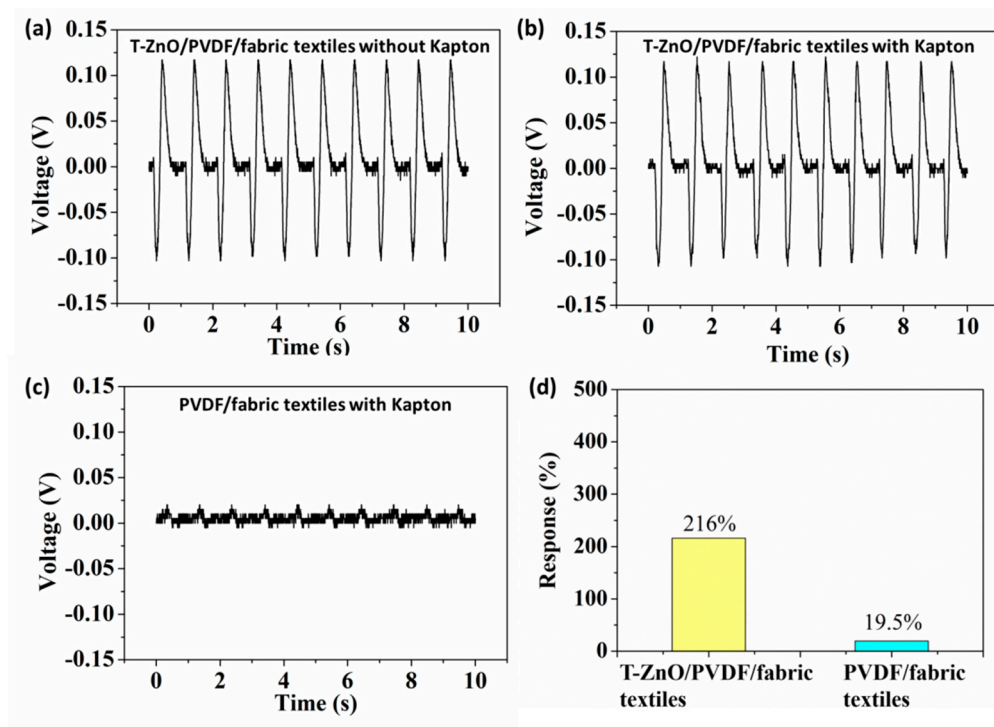 (a)
T-ZnO/PVDF/fabric textiles without Kapton
0.15
0.10
0.05
0.00
-0.05
-0.10
-0.15
Voltage (V)
0 2 4 6 8 10
Time (s)
(b)
T-ZnO/PVDF/fabric textiles with Kapton
0.15
0.10
0.05
0.00
-0.05
-0.10
-0.15
Voltage (V)
0 2 4 6 8 10
Time (s)
(c)
PVDF/fabric textiles with Kapton
0.15
0.10
0.05
0.00
-0.05
-0.10
-0.15
Voltage (V)
0 2 4 6 8 10
Time (s)
(d)
500
400
300
200
100
0
Response (%)
216%
19.5%
T-ZnO/PVDF/fabric
textiles
PVDF/fabric
textiles